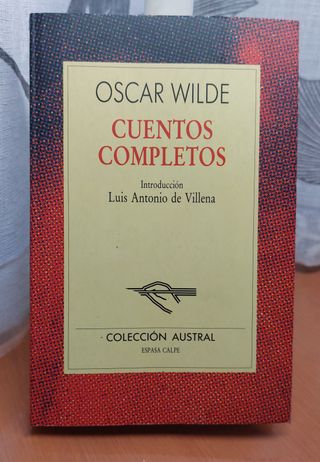 OSCAR WILDE
CUENTOS
COMPLETOS
Introducción
Luis Antonio de Villena
COLECCIÓN AUSTRAL
ESPASA CALPE